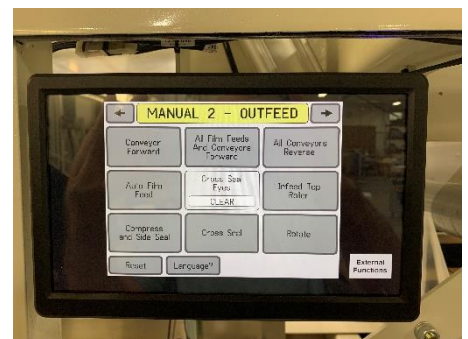 ← MANUAL 2 - OUTFEED →
Conveyor
Forward
All Film Feeds
And Conveyors
Forward
All Conveyors
Reverse
Auto Film
Feed
Cross Seal
Eyes
CLEAR
Infeed Top
Roller
Compress
and Side Seal
Cross Seal
Rotate
Reset
Language?
External
Functions